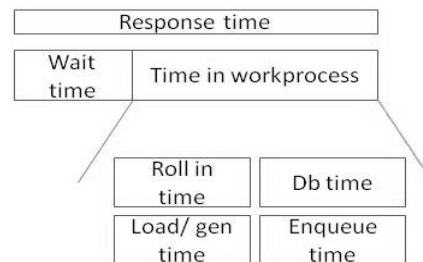 Response time
Wait
time
Time in workprocess
Roll in
time
Db time
Load/ gen
time
Enqueue
time